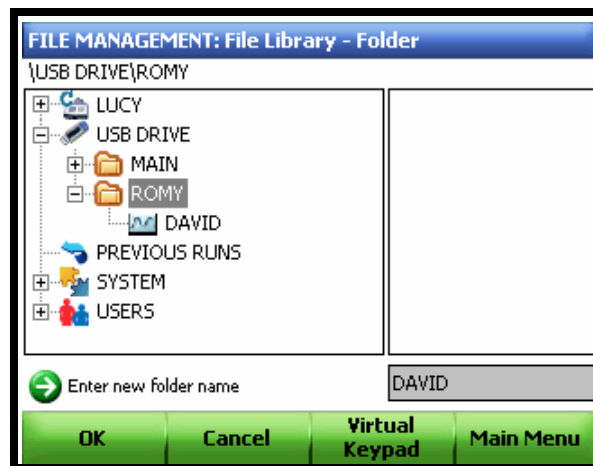 FILE MANAGEMENT: File Library - Folder
\USB DRIVE\ROMY
LUCY
USB DRIVE
MAIN
ROMY
DAVID
PREVIOUS RUNS
SYSTEM
USERS
Enter new folder name
DAVID
OK
Cancel
Virtual
Keypad
Main Menu